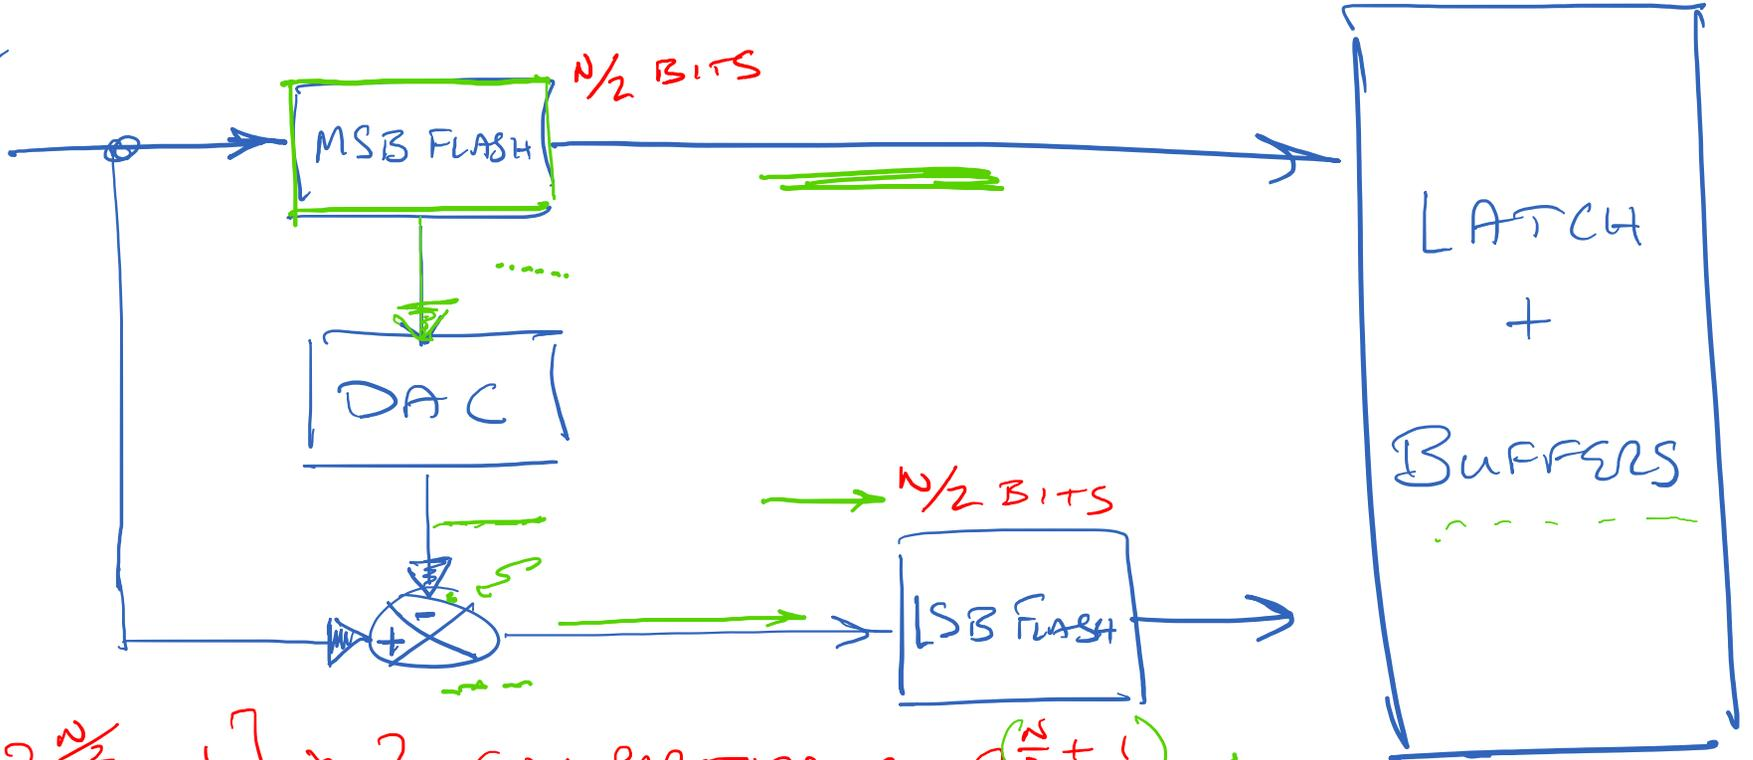 N/2 BITS
MSB FLASH
LATCH
+
BUFFERS
DAC
N/2 BITS
-
+
LSB FLASH